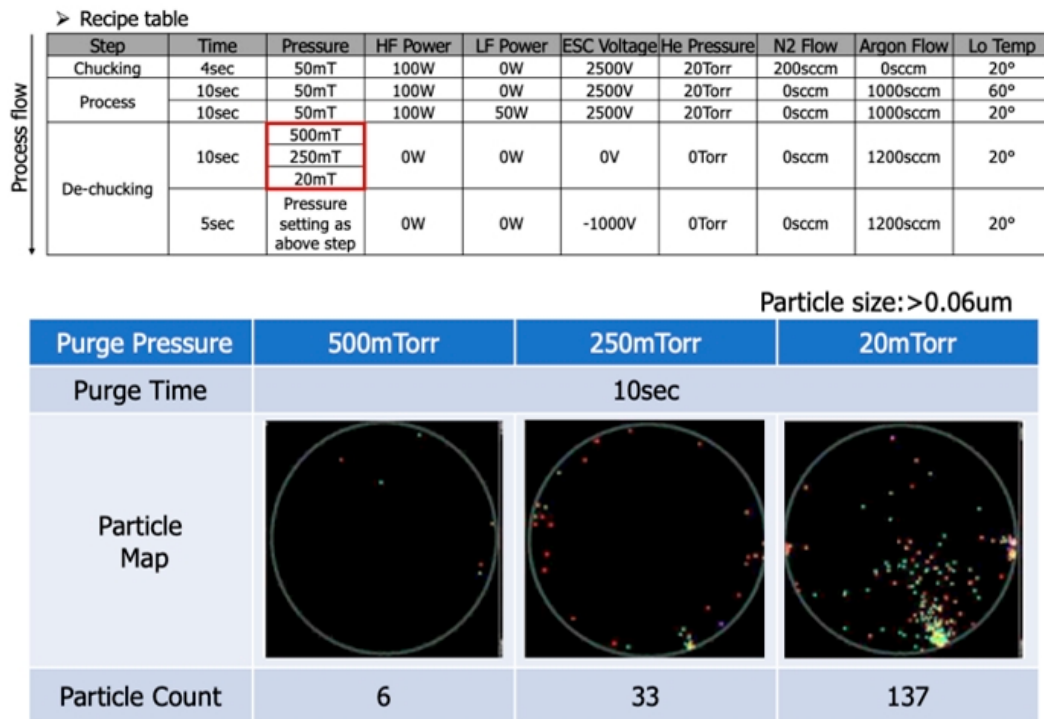 ➢ Recipe table
Step Time Pressure HF Power LF Power ESC Voltage He Pressure N2 Flow Argon Flow Lo Temp
Chucking 4sec 50mT 100W 0W 2500V 20Torr 200sccm 0sccm 20°
Process 10sec 50mT 100W 0W 2500V 20Torr 0sccm 1000sccm 60°
10sec 50mT 100W 50W 2500V 20Torr 0sccm 1000sccm 20°
De-chucking 10sec 500mT 0W 0W 0V 0Torr 0sccm 1200sccm 20°
250mT
20mT
5sec Pressure setting as above step 0W 0W -1000V 0Torr 0sccm 1200sccm 20°
Process flow
Particle size:>0.06um
Purge Pressure 500mTorr 250mTorr 20mTorr
Purge Time 10sec
Particle
Map
Particle Count 6 33 137